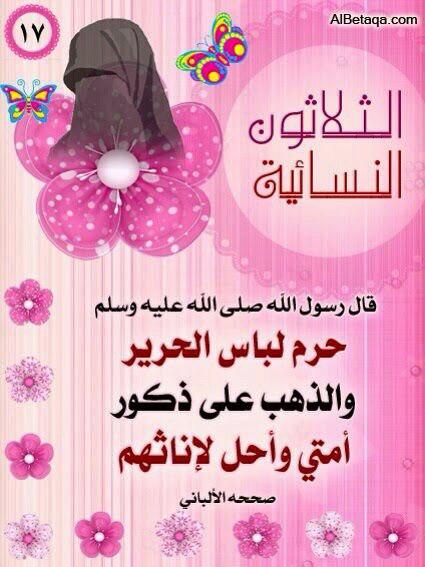 AlBetaqa.com
١٧
الثلاثون
النسائية
قال رسول الله صلى الله عليه وسلم
حرم لباس الحرير
والذهب على ذكور
أمتي وأحل لإناثهم
صححه الألباني